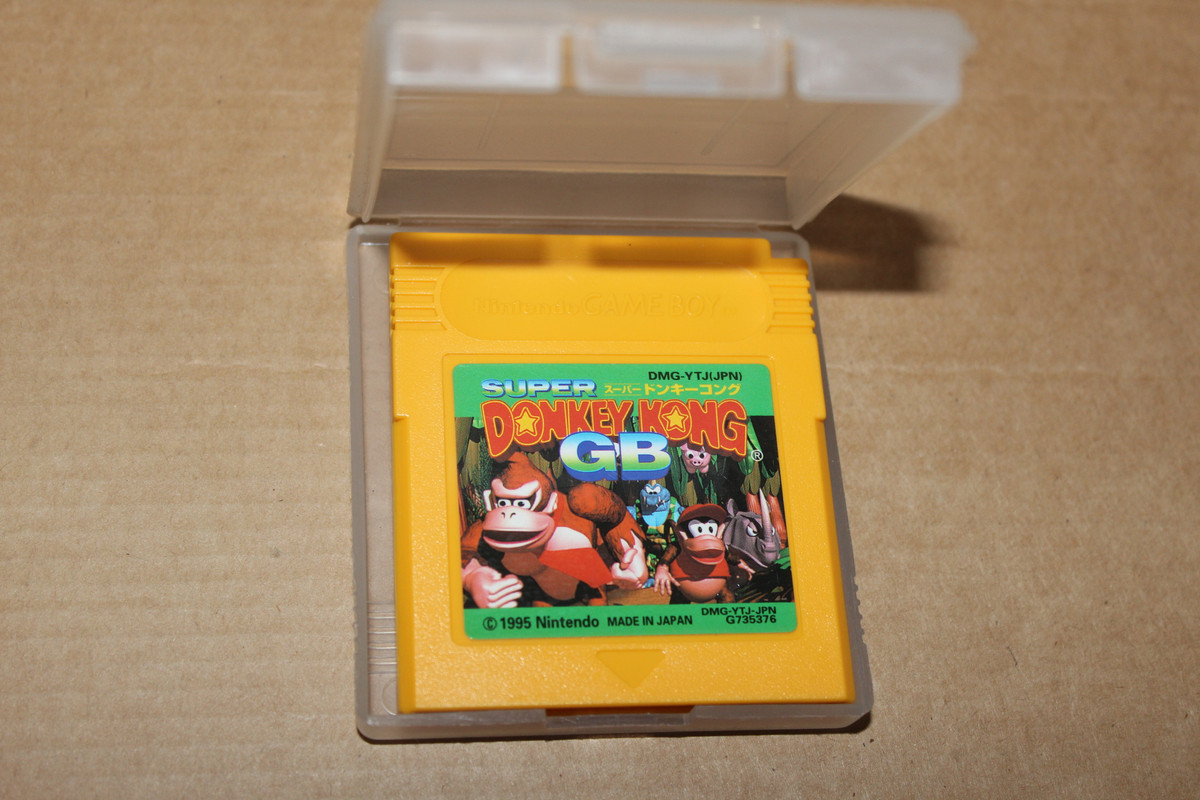 Nintendo GAME BOY
DMG-YTJ(JPN)
SUPER スーパードンキーコング
DONKEY KONG
GB
®
© 1995 Nintendo MADE IN JAPAN
DMG-YTJ-JPN
G735376